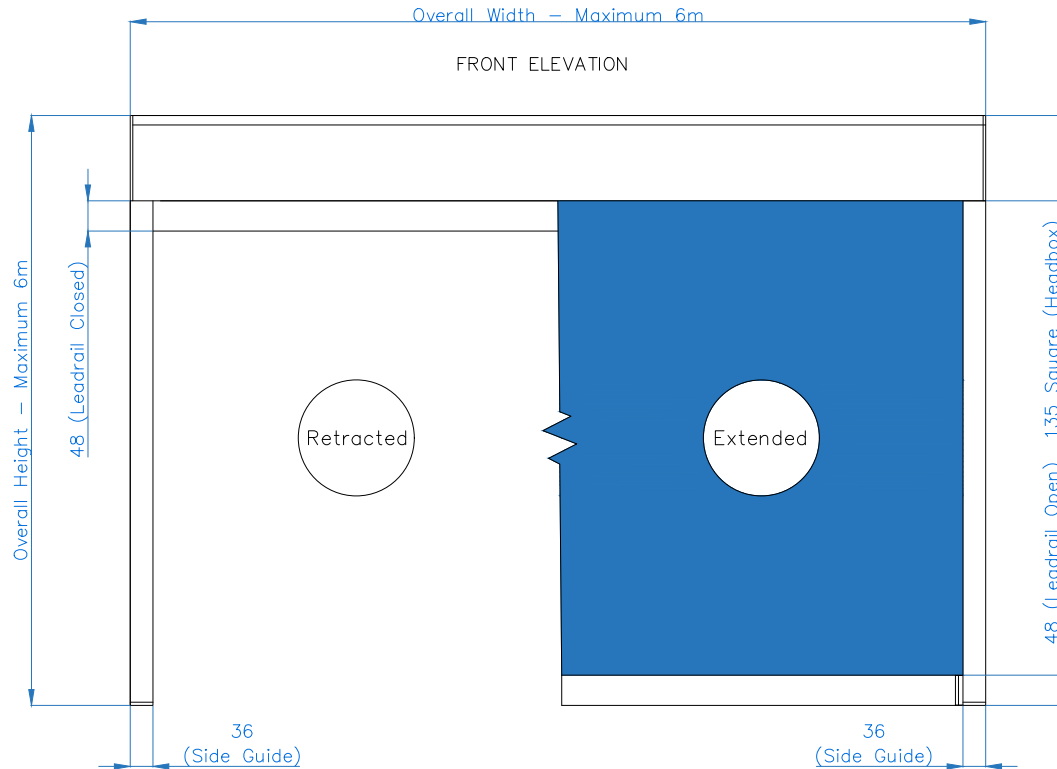 Overall Width – Maximum 6m
FRONT ELEVATION
Overall Height – Maximum 6m
48 (Leadrail Closed)
135 Square (Headbox)
48 (Leadrail Open)
Retracted
Extended
36
(Side Guide)
36
(Side Guide)